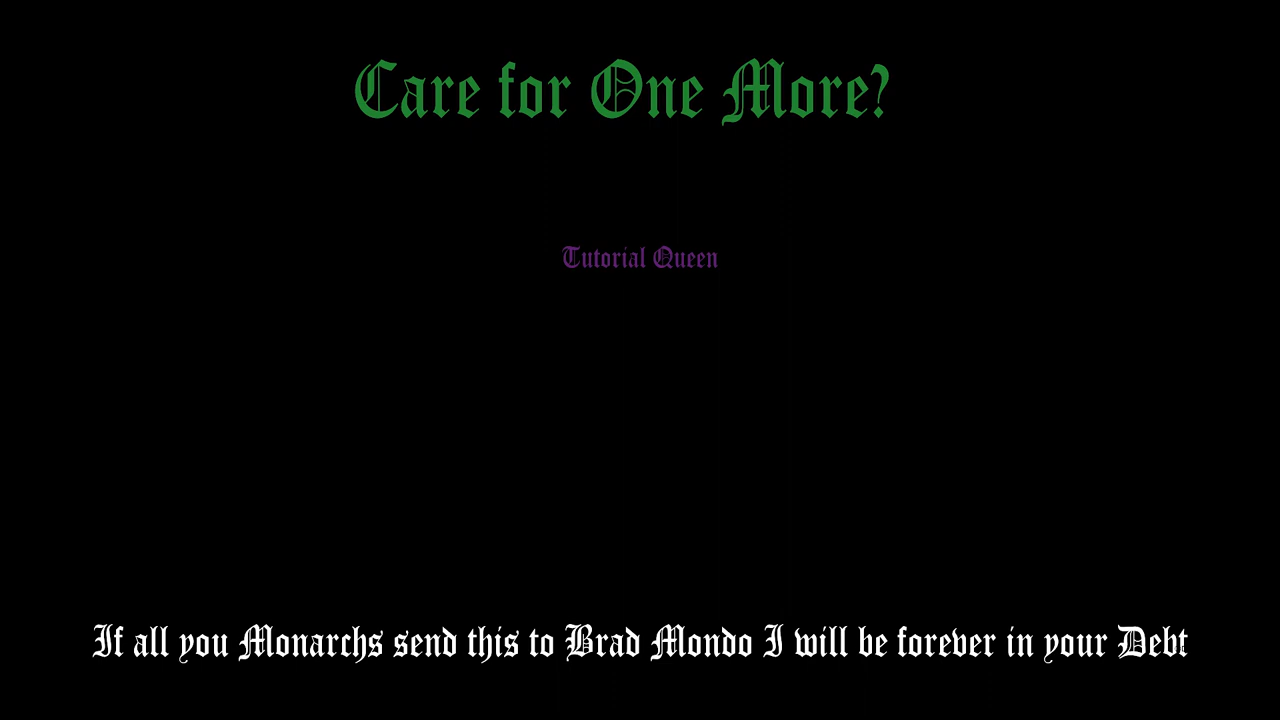 Care for One More?
Tutorial Queen
If all you Monarchs send this to Brad Mondo I will be forever in your Debt